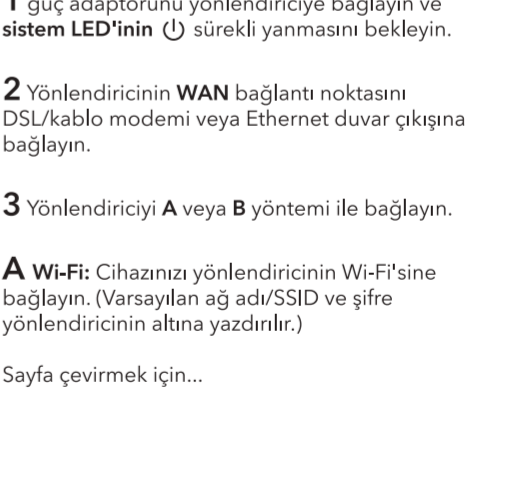 1 güç adaptörünü yönlendiriciye bağlayın ve
sistem LED'inin ⏻ sürekli yanmasını bekleyin.
2 Yönlendiricinin WAN bağlantı noktasını
DSL/kablo modemi veya Ethernet duvar çıkışına
bağlayın.
3 Yönlendiriciyi A veya B yöntemi ile bağlayın.
A Wi-Fi: Cihazınızı yönlendiricinin Wi-Fi'sine
bağlayın. (Varsayılan ağ adı/SSID ve şifre
yönlendiricinin altına yazdırılır.)
Sayfa çevirmek için...